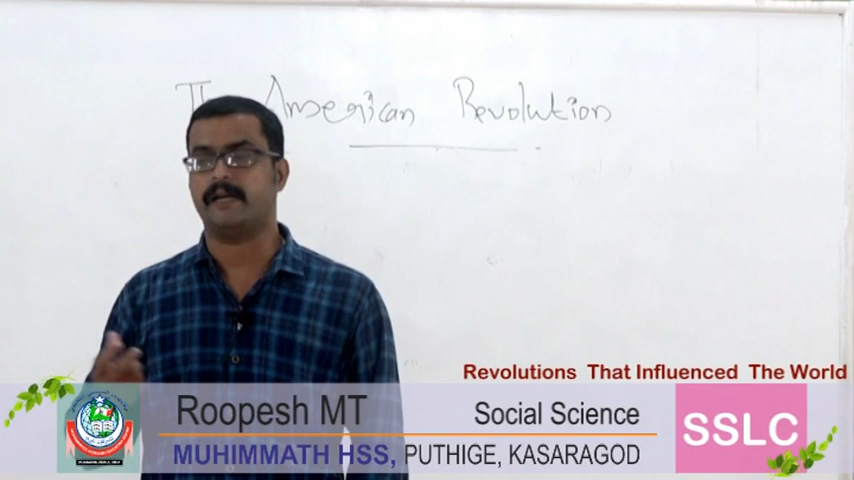 The American Revolution
Revolutions That Influenced The World
Roopesh MT
Social Science
SSLC
MUHIMMATH HSS, PUTHIGE, KASARAGOD